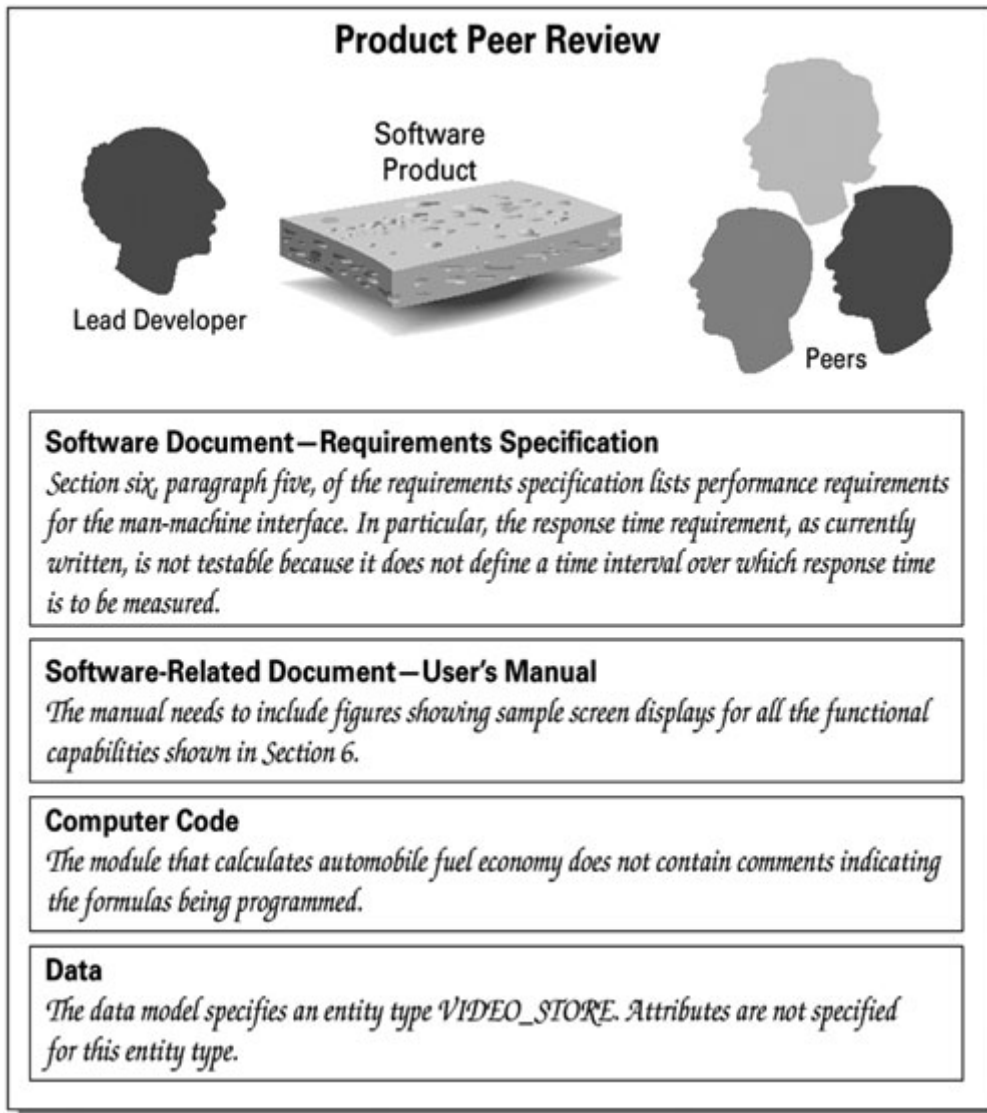 Product Peer Review
Software
Product
Lead Developer
Peers
Software Document—Requirements Specification
Section six, paragraph five, of the requirements specification lists performance requirements
for the man-machine interface. In particular, the response time requirement, as currently
written, is not testable because it does not define a time interval over which response time
is to be measured.
Software-Related Document—User's Manual
The manual needs to include figures showing sample screen displays for all the functional
capabilities shown in Section 6.
Computer Code
The module that calculates automobile fuel economy does not contain comments indicating
the formulas being programmed.
Data
The data model specifies an entity type VIDEO_STORE. Attributes are not specified
for this entity type.